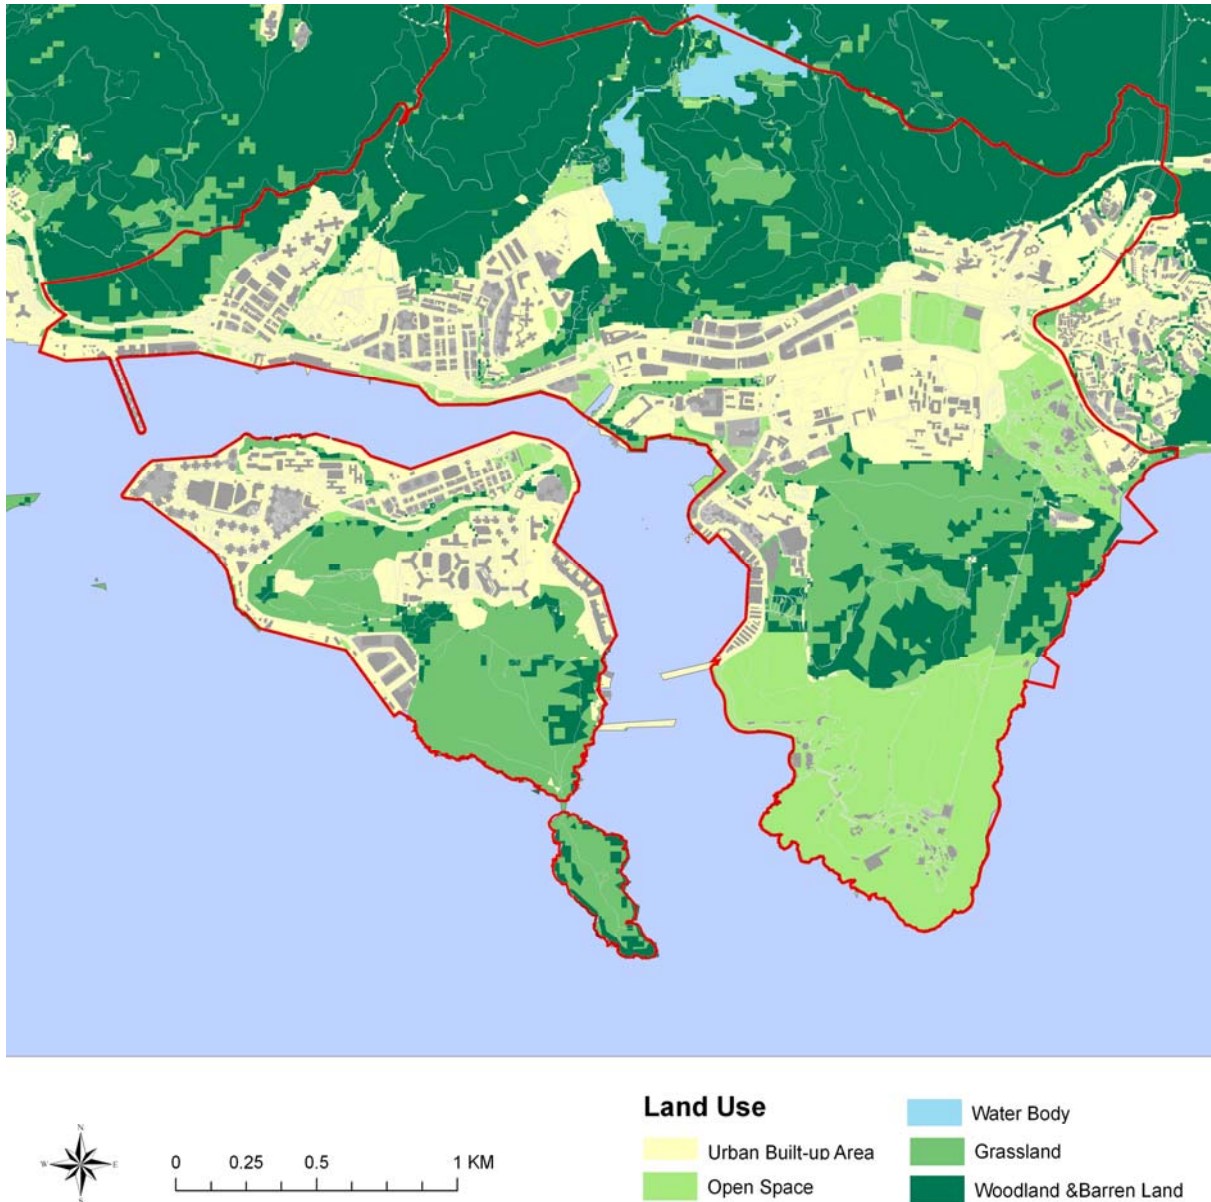 Land Use
Urban Built-up Area
Open Space
Water Body
Grassland
Woodland &Barren Land
N
W
E
S
0 0.25 0.5 1 KM